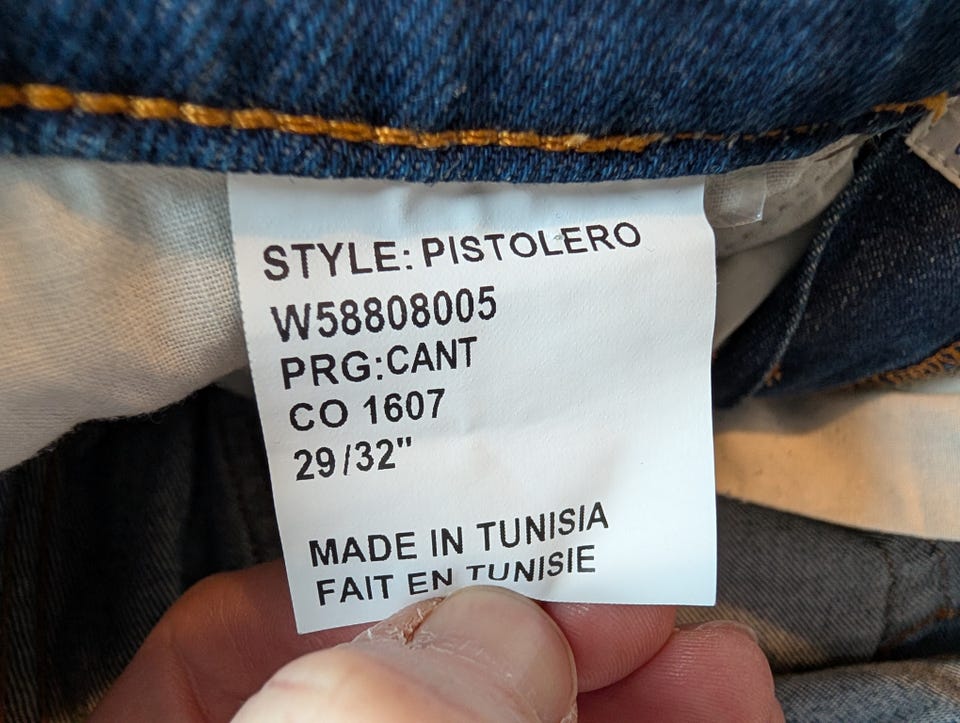 STYLE: PISTOLERO
W58808005
PRG:CANT
CO 1607
29/32"
MADE IN TUNISIA
FAIT EN TUNISIE